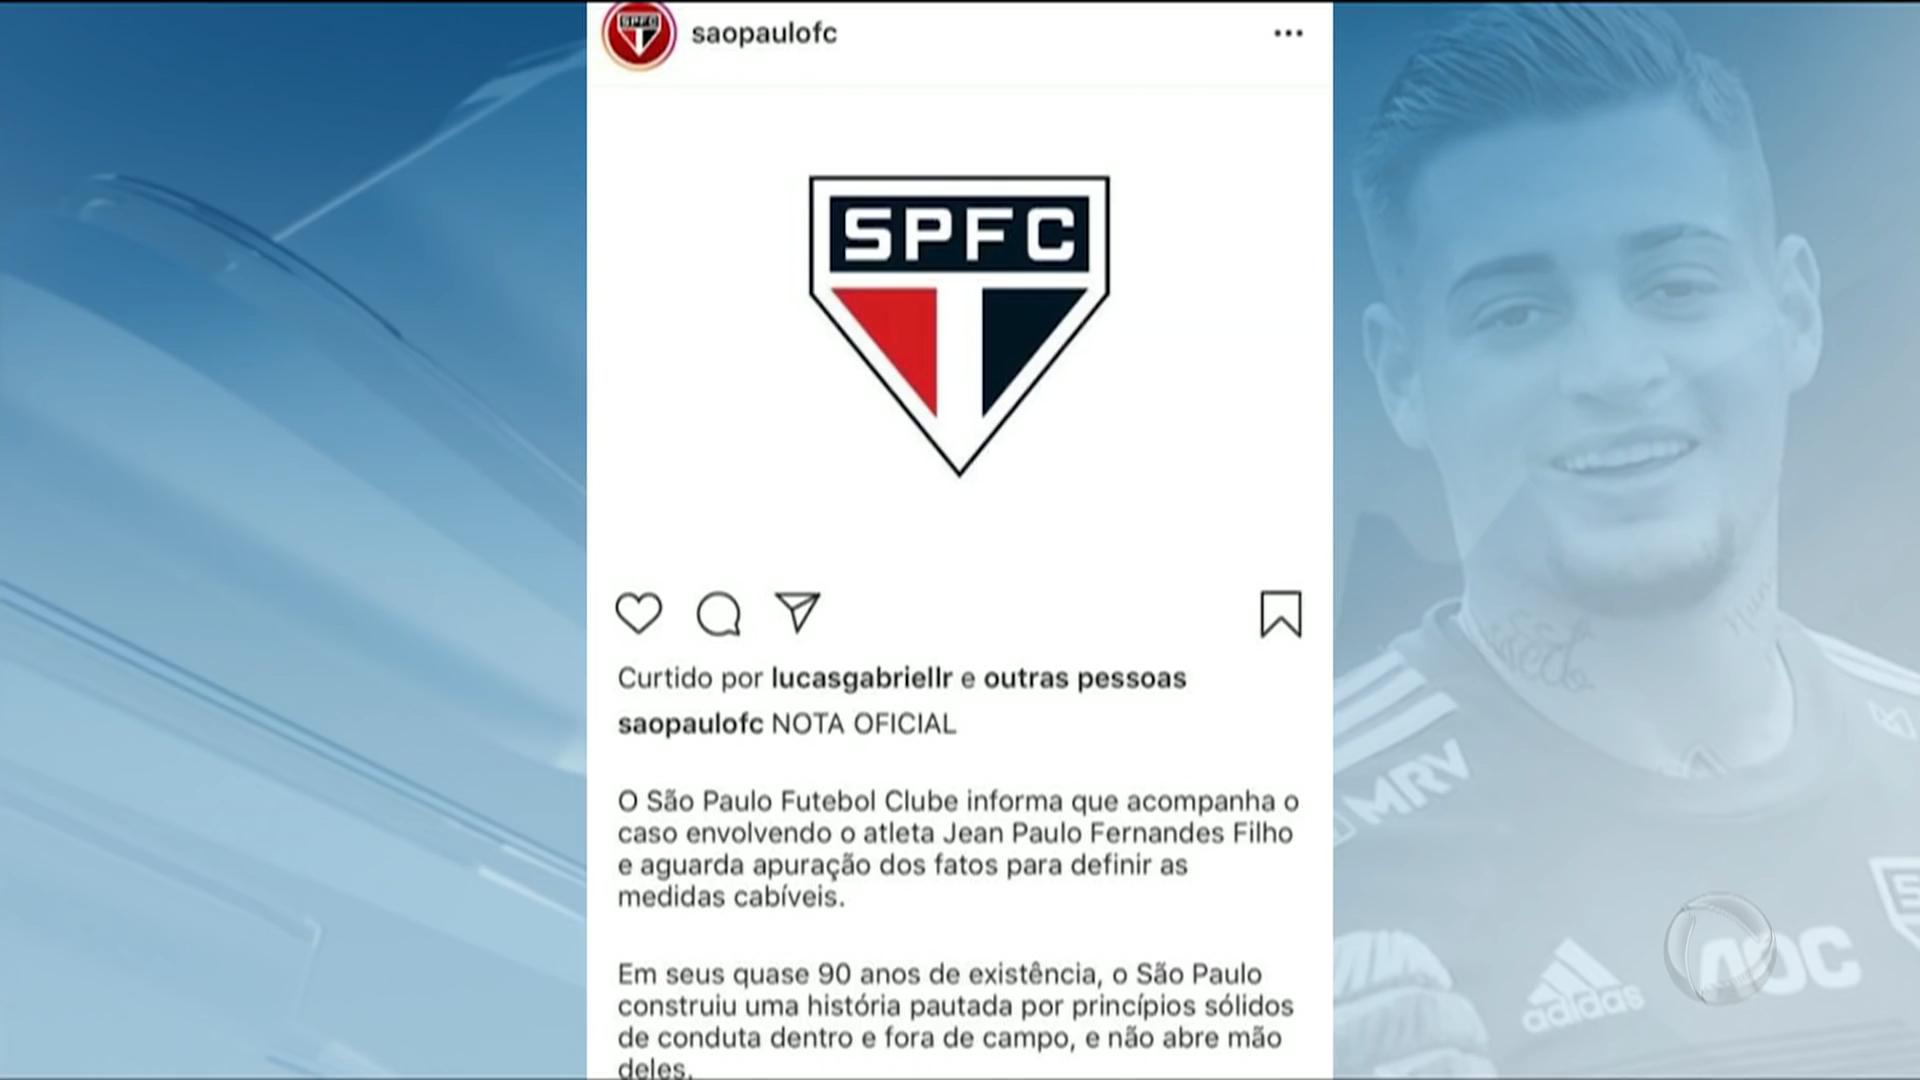 saopaulofc
SPFC
SPFC
Curtido por lucasgabriellr e outras pessoas
saopaulofc NOTA OFICIAL
O São Paulo Futebol Clube informa que acompanha o
caso envolvendo o atleta Jean Paulo Fernandes Filho
e aguarda apuração dos fatos para definir as
medidas cabíveis.
Em seus quase 90 anos de existência, o São Paulo
construiu uma história pautada por princípios sólidos
de conduta dentro e fora de campo, e não abre mão
deles.
MRV
adidas
AOC